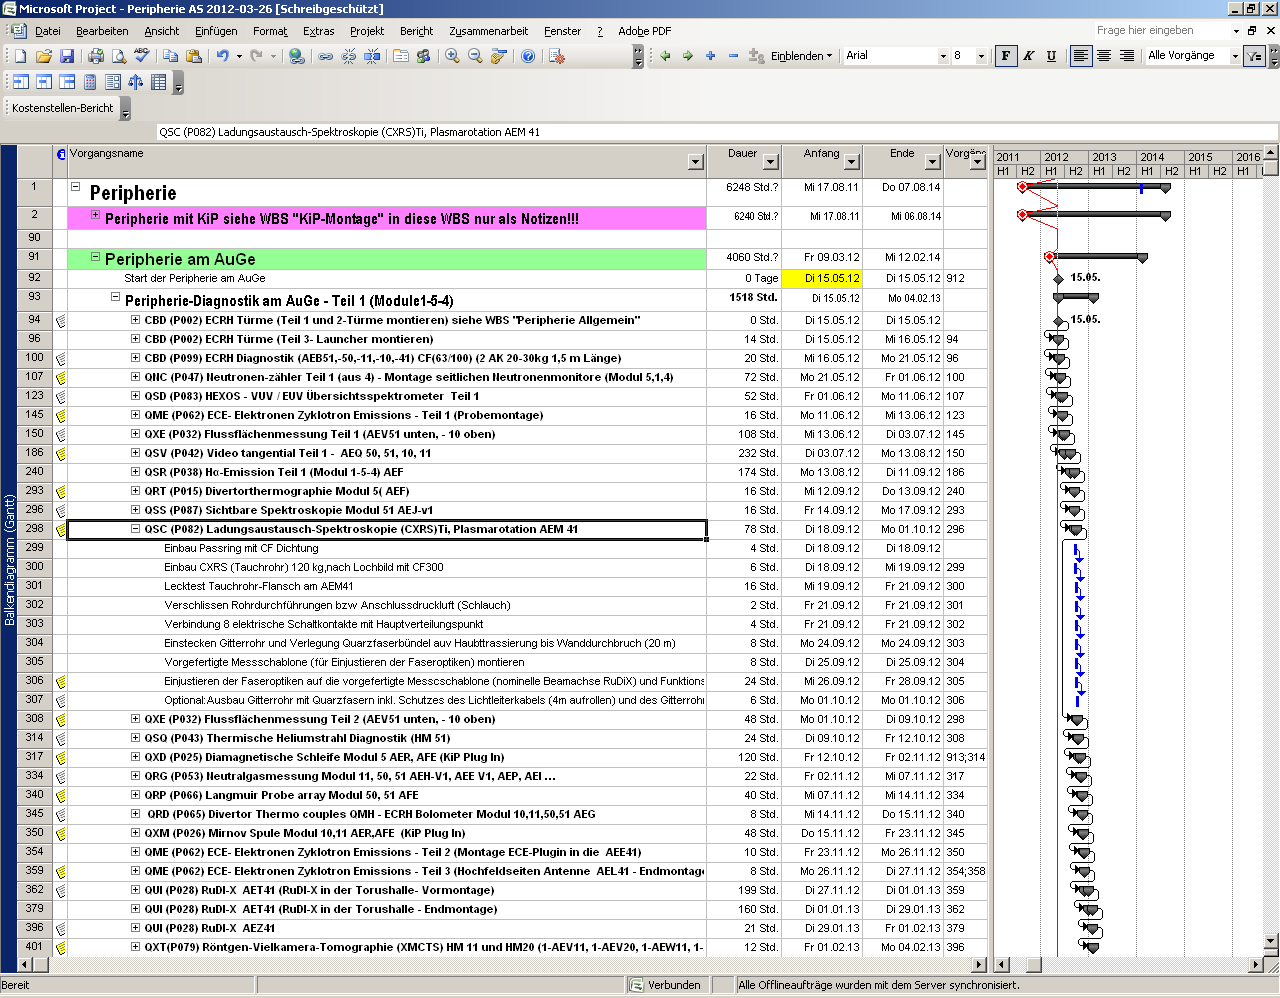 Microsoft Project - Peripherie AS 2012-03-26 [Schreibgeschützt]
Datei Bearbeiten Ansicht Einfügen Format Extras Projekt Bericht Zusammenarbeit Fenster ? Adobe PDF Frage hier eingeben
Einblenden Arial 8 F K U Alle Vorgänge
Kostenstellen-Bericht
QSC (P082) Ladungsaustausch-Spektroskopie (CXRS)Ti, Plasmarotation AEM 41
Vorgangsname Dauer Anfang Ende Vorgäng 2011 2012 2013 2014 2015 2016
H1 H2 H1 H2 H1 H2 H1 H2 H1 H2 H1
1 Peripherie 6248 Std.? Mi 17.08.11 Do 07.08.14
2 Peripherie mit KiP siehe WBS "KiP-Montage" in diese WBS nur als Notizen!!! 6240 Std.? Mi 17.08.11 Mi 06.08.14
90
91 Peripherie am AuGe 4060 Std.? Fr 09.03.12 Mi 12.02.14
92 Start der Peripherie am AuGe 0 Tage Di 15.05.12 Di 15.05.12 912 15.05.
93 Peripherie-Diagnostik am AuGe - Teil 1 (Module1-5-4) 1518 Std. Di 15.05.12 Mo 04.02.13
94 CBD (P002) ECRH Türme (Teil 1 und 2-Türme montieren) siehe WBS "Peripherie Allgemein" 0 Std. Di 15.05.12 Di 15.05.12 15.05.
96 CBD (P002) ECRH Türme (Teil 3- Launcher montieren) 14 Std. Di 15.05.12 Mi 16.05.12 94
100 CBD (P099) ECRH Diagnostik (AEB51,-50,-11,-10,-41) CF(63/100) (2 AK 20-30kg 1,5 m Länge) 20 Std. Mi 16.05.12 Mo 21.05.12 96
107 QNC (P047) Neutronen-zähler Teil 1 (aus 4) - Montage seitlichen Neutronenmonitore (Modul 5,1,4) 72 Std. Mo 21.05.12 Fr 01.06.12 100
123 QSD (P083) HEXOS - VUV / EUV Übersichtsspektrometer Teil 1 52 Std. Fr 01.06.12 Mo 11.06.12 107
145 QME (P062) ECE- Elektronen Zyklotron Emissions - Teil 1 (Probemontage) 16 Std. Mo 11.06.12 Mi 13.06.12 123
150 QXE (P032) Flussflächenmessung Teil 1 (AEV51 unten, - 10 oben) 108 Std. Mi 13.06.12 Di 03.07.12 145
186 QSV (P042) Video tangential Teil 1 - AEQ 50, 51, 10, 11 232 Std. Di 03.07.12 Mo 13.08.12 150
240 QSR (P038) Hα-Emission Teil 1 (Modul 1-5-4) AEF 174 Std. Mo 13.08.12 Di 11.09.12 186
293 QRT (P015) Divertorthermographie Modul 5( AEF) 16 Std. Mi 12.09.12 Do 13.09.12 240
296 QSS (P087) Sichtbare Spektroskopie Modul 51 AEJ-v1 16 Std. Fr 14.09.12 Mo 17.09.12 293
298 QSC (P082) Ladungsaustausch-Spektroskopie (CXRS)Ti, Plasmarotation AEM 41 78 Std. Di 18.09.12 Mo 01.10.12 296
299 Einbau Passring mit CF Dichtung 4 Std. Di 18.09.12 Di 18.09.12
300 Einbau CXRS (Tauchrohr) 120 kg,nach Lochbild mit CF300 6 Std. Di 18.09.12 Mi 19.09.12 299
301 Lecktest Tauchrohr-Flansch am AEM41 16 Std. Mi 19.09.12 Fr 21.09.12 300
302 Verschlissen Rohrdurchführungen bzw Anschlussdruckluft (Schlauch) 2 Std. Fr 21.09.12 Fr 21.09.12 301
303 Verbindung 8 elektrische Schaltkontakte mit Hauptverteilungspunkt 4 Std. Fr 21.09.12 Fr 21.09.12 302
304 Einstecken Gitterrohr und Verlegung Quarzfaserbündel auv Haubttrassierung bis Wanddurchbruch (20 m) 8 Std. Mo 24.09.12 Mo 24.09.12 303
305 Vorgefertigte Messschablone (für Einjustieren der Faseroptiken) montieren 8 Std. Di 25.09.12 Di 25.09.12 304
306 Einjustieren der Faseroptiken auf die vorgefertigte Messcschablone (nominelle Beamachse RuDiX) und Funktions 24 Std. Mi 26.09.12 Fr 28.09.12 305
307 Optional:Ausbau Gitterrohr mit Quarzfasern inkl. Schutzes des Lichtleiterkabels (4m aufrollen) und des Gitterrohr 6 Std. Mo 01.10.12 Mo 01.10.12 306
308 QXE (P032) Flussflächenmessung Teil 2 (AEV51 unten, - 10 oben) 48 Std. Mo 01.10.12 Di 09.10.12 298
314 QSQ (P043) Thermische Heliumstrahl Diagnostik (HM 51) 24 Std. Di 09.10.12 Fr 12.10.12 308
317 QXD (P025) Diamagnetische Schleife Modul 5 AER, AFE (KiP Plug In) 120 Std. Fr 12.10.12 Fr 02.11.12 913;314
334 QRG (P053) Neutralgasmessung Modul 11, 50, 51 AEH-V1, AEE V1, AEP, AEI ... 22 Std. Fr 02.11.12 Mi 07.11.12 317
340 QRP (P066) Langmuir Probe array Modul 50, 51 AFE 40 Std. Mi 07.11.12 Mi 14.11.12 334
345 QRD (P065) Divertor Thermo couples QMH - ECRH Bolometer Modul 10,11,50,51 AEG 8 Std. Mi 14.11.12 Do 15.11.12 340
350 QXM (P026) Mirnov Spule Modul 10,11 AER,AFE (KiP Plug In) 48 Std. Do 15.11.12 Fr 23.11.12 345
354 QME (P062) ECE- Elektronen Zyklotron Emissions - Teil 2 (Montage ECE-Plugin in die AEE41) 10 Std. Fr 23.11.12 Mo 26.11.12 350
359 QME (P062) ECE- Elektronen Zyklotron Emissions - Teil 3 (Hochfeldseiten Antenne AEL41 - Endmontage 8 Std. Mo 26.11.12 Di 27.11.12 354;358
362 QUI (P028) RuDI-X AET41 (RuDI-X in der Torushalle- Vormontage) 199 Std. Di 27.11.12 Di 01.01.13 359
379 QUI (P028) RuDI-X AET41 (RuDI-X in der Torushalle - Endmontage) 160 Std. Di 01.01.13 Di 29.01.13 362
396 QUI (P028) RuDI-X AEZ41 21 Std. Di 29.01.13 Fr 01.02.13 379
401 QXT(P079) Röntgen-Vielkamera-Tomographie (XMCTS) HM 11 und HM20 (1-AEV11, 1-AEV20, 1-AEW11, 1- 12 Std. Fr 01.02.13 Mo 04.02.13 396
Balkendiagramm (Gantt)
Bereit Verbunden Alle Offlineaufträge wurden mit dem Server synchronisiert.